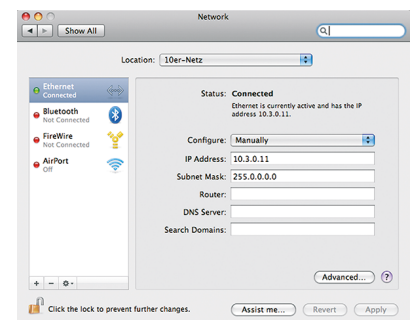 Network
Show All
Location: 10er-Netz
Ethernet
Connected
Bluetooth
Not Connected
FireWire
Not Connected
AirPort
Off
Status: Connected
Ethernet is currently active and has the IP
address 10.3.0.11.
Configure: Manually
IP Address: 10.3.0.11
Subnet Mask: 255.0.0.0
Router:
DNS Server:
Search Domains:
Advanced... ?
+ −
Click the lock to prevent further changes.
Assist me... Revert Apply